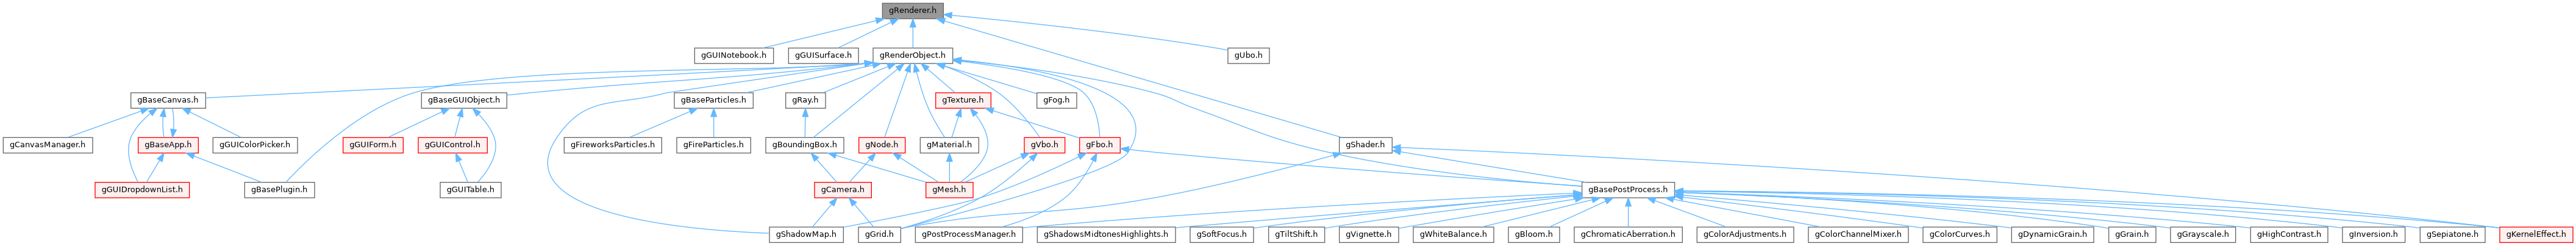 gRenderer.h
gGUINotebook.h
gGUISurface.h
gRenderObject.h
gUbo.h
gBaseCanvas.h
gBaseGUIObject.h
gBaseParticles.h
gRay.h
gTexture.h
gFog.h
gCanvasManager.h
gBaseApp.h
gGUIColorPicker.h
gGUIForm.h
gGUIControl.h
gFireworksParticles.h
gFireParticles.h
gBoundingBox.h
gNode.h
gMaterial.h
gVbo.h
gFbo.h
gShader.h
gGUIDropdownList.h
gBasePlugin.h
gGUITable.h
gCamera.h
gMesh.h
gBasePostProcess.h
gShadowMap.h
gGrid.h
gPostProcessManager.h
gShadowsMidtonesHighlights.h
gSoftFocus.h
gTiltShift.h
gVignette.h
gWhiteBalance.h
gBloom.h
gChromaticAberration.h
gColorAdjustments.h
gColorChannelMixer.h
gColorCurves.h
gDynamicGrain.h
gGrain.h
gGrayscale.h
gHighContrast.h
gInversion.h
gSepiatone.h
gKernelEffect.h